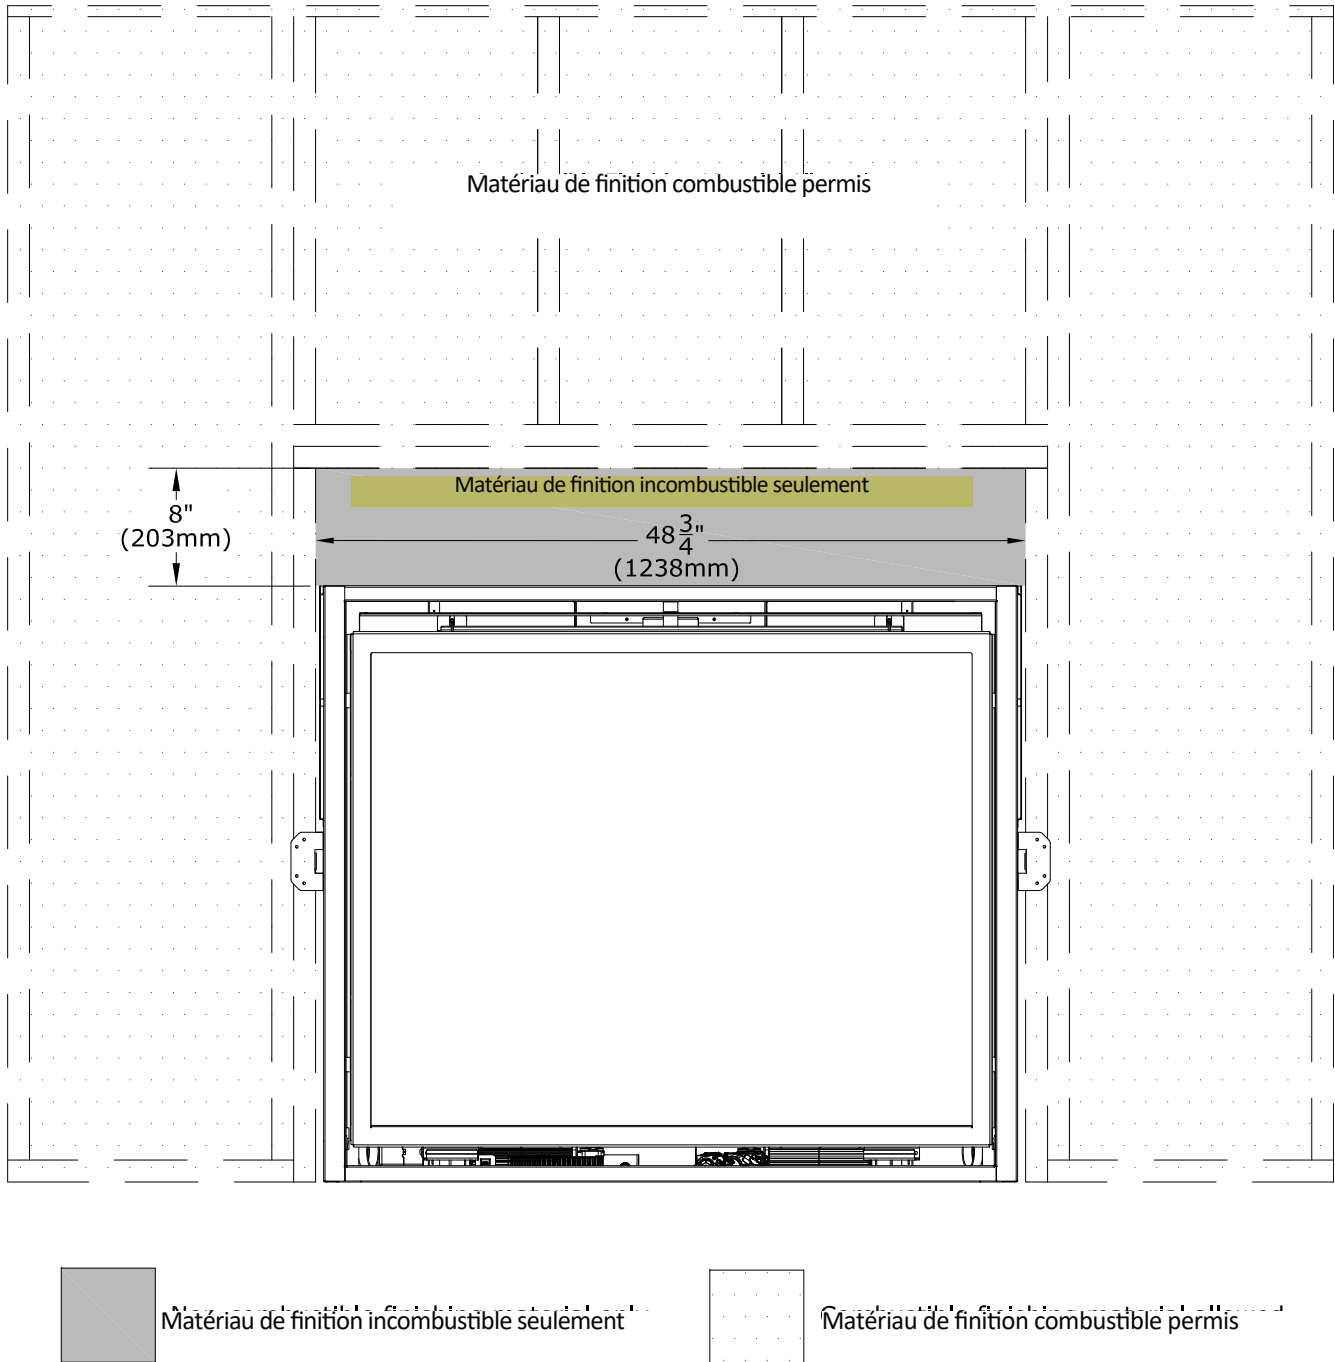 Matériau de finition combustible permis
Matériau de finition incombustible seulement
8"
(203mm)
48 3/4"
(1238mm)
Matériau de finition incombustible seulement
Matériau de finition combustible permis